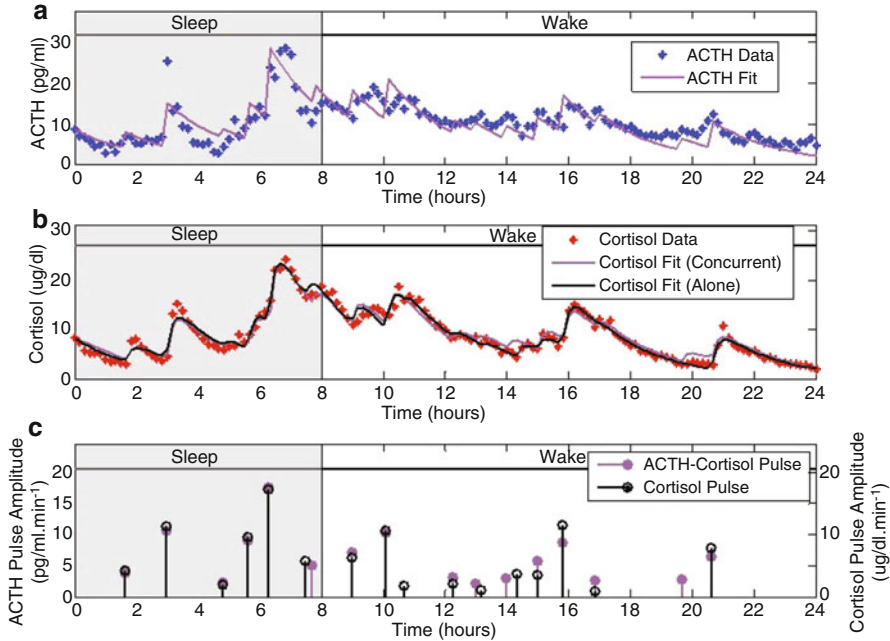 a
Sleep
Wake
ACTH (pg/ml)
30
20
10
0
ACTH Data
ACTH Fit
0 2 4 6 8 10 12 14 16 18 20 22 24
Time (hours)
b
Sleep
Wake
Cortisol (ug/dl)
30
20
10
0
Cortisol Data
Cortisol Fit (Concurrent)
Cortisol Fit (Alone)
0 2 4 6 8 10 12 14 16 18 20 22 24
Time (hours)
c
Sleep
Wake
ACTH Pulse Amplitude
(pg/ml.min-1)
20
15
10
5
0
ACTH-Cortisol Pulse
Cortisol Pulse
20
10
0
Cortisol Pulse Amplitude
(ug/dl.min-1)
0 2 4 6 8 10 12 14 16 18 20 22 24
Time (hours)